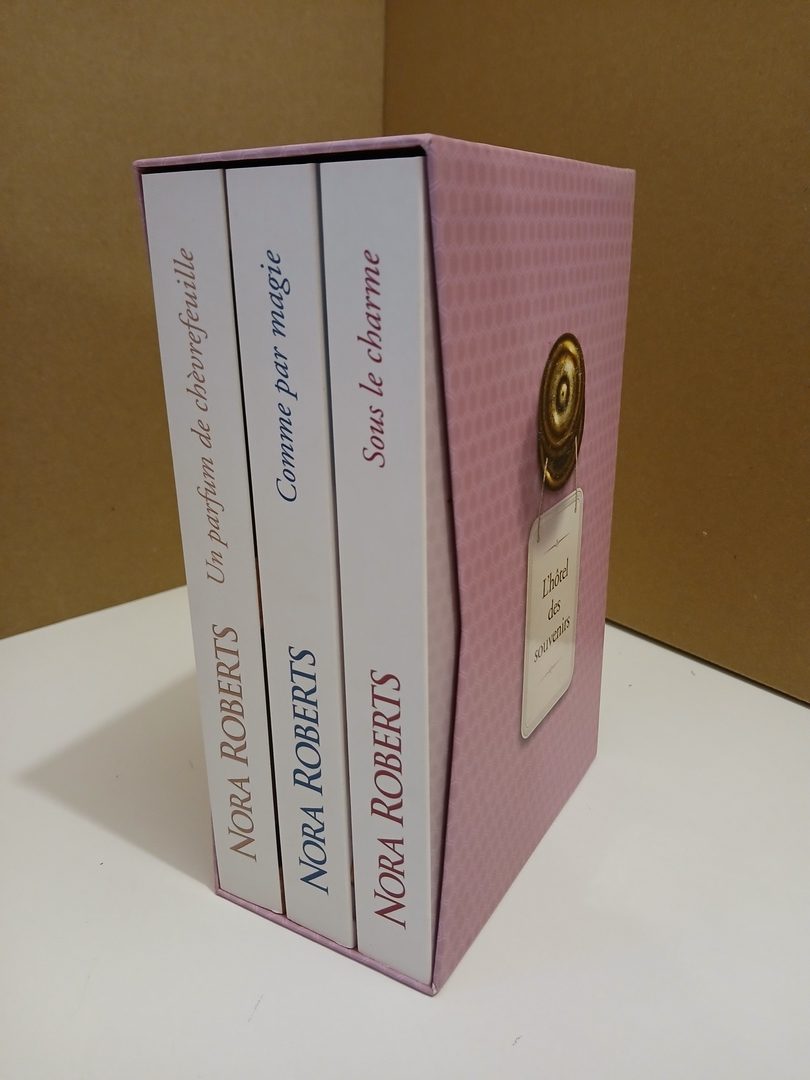 NORA ROBERTS Un parfum de chèvrefeuille
NORA ROBERTS Comme par magie
NORA ROBERTS Sous le charme
L'hôtel
des
souvenirs